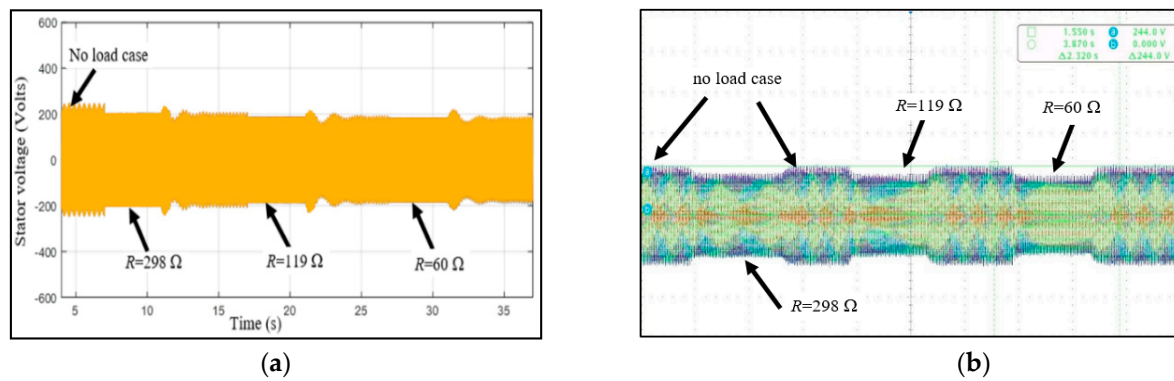 600
400
200
0
-200
-400
-600
Stator voltage (Volts)
No load case
R=298 Ω
R=119 Ω
R=60 Ω
5
10
15
20
25
30
35
Time (s)
(a)
1.550 s
a
244.0 V
3.870 s
b
0.000 V
Δ2.320 s
Δ244.0 V
no load case
R=119 Ω
R=60 Ω
a
b
R=298 Ω
(b)